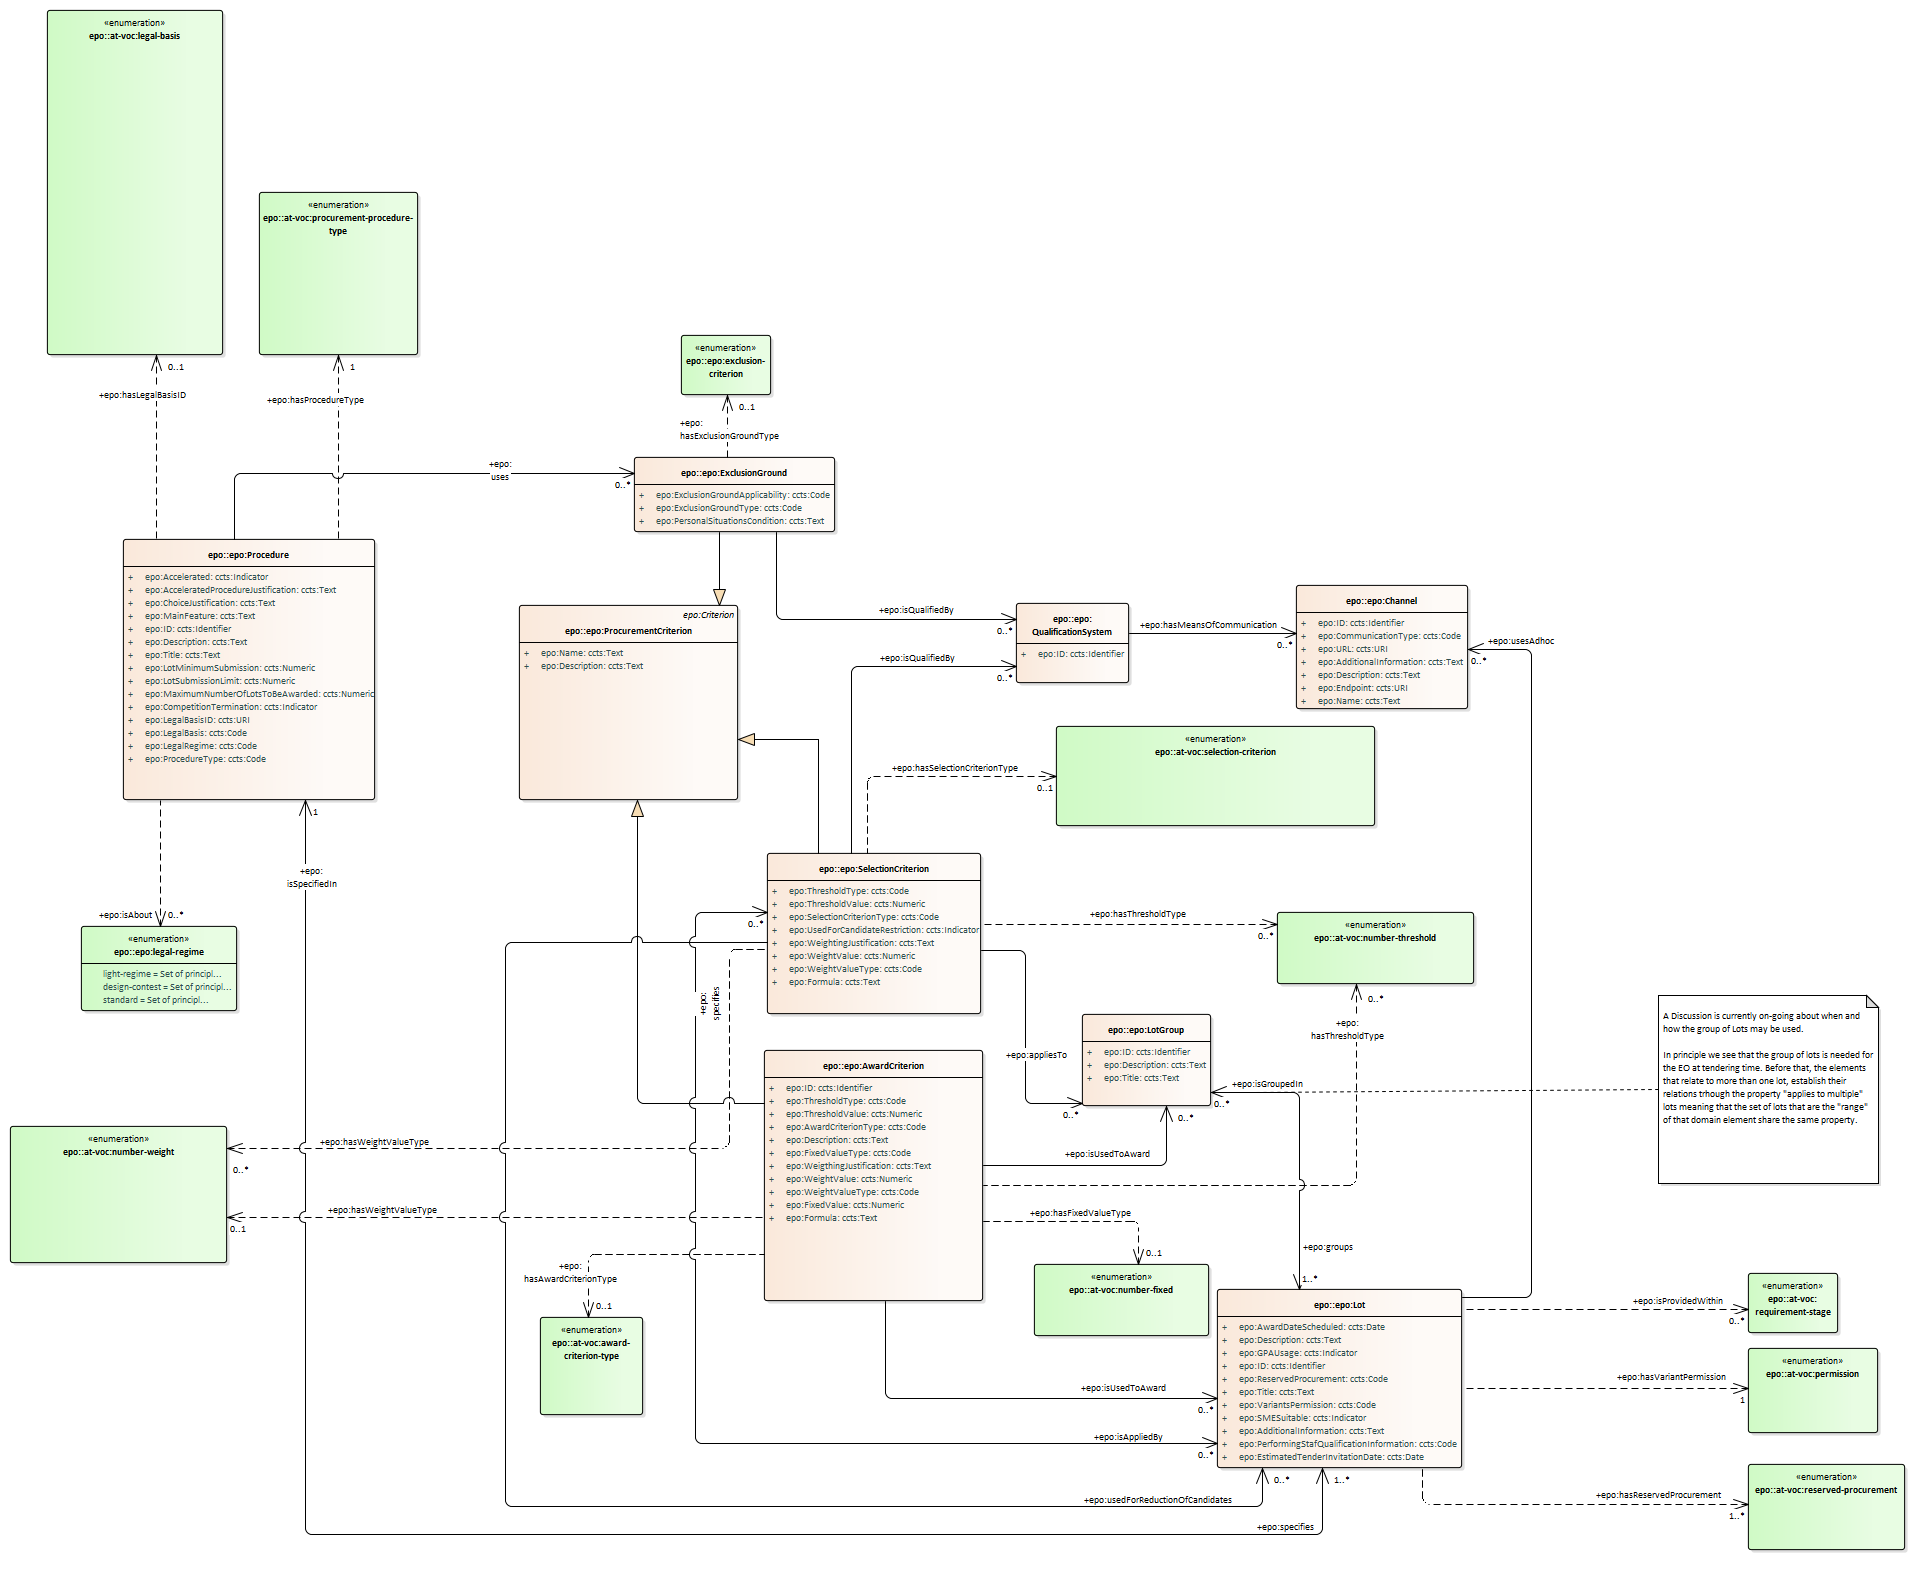 «enumeration»
epo::at-voc:legal-basis
«enumeration»
epo::at-voc:procurement-procedure-
type
0..1
+epo:hasLegalBasisID
1
+epo:hasProcedureType
«enumeration»
epo::epo:exclusion-
criterion
0..1
+epo:
hasExclusionGroundType
+epo:
uses
0..*
epo::epo:ExclusionGround
+ epo:ExclusionGroundApplicability: ccts:Code
+ epo:ExclusionGroundType: ccts:Code
+ epo:PersonalSituationsCondition: ccts:Text
epo::epo:Procedure
+ epo:Accelerated: ccts:Indicator
+ epo:AcceleratedProcedureJustification: ccts:Text
+ epo:ChoiceJustification: ccts:Text
+ epo:MainFeature: ccts:Text
+ epo:ID: ccts:Identifier
+ epo:Description: ccts:Text
+ epo:Title: ccts:Text
+ epo:LotMinimumSubmission: ccts:Numeric
+ epo:LotSubmissionLimit: ccts:Numeric
+ epo:MaximumNumberOfLotsToBeAwarded: ccts:Numeric
+ epo:CompetitionTermination: ccts:Indicator
+ epo:LegalBasisID: ccts:URI
+ epo:LegalBasis: ccts:Code
+ epo:LegalRegime: ccts:Code
+ epo:ProcedureType: ccts:Code
epo:Criterion
epo::epo:ProcurementCriterion
+ epo:Name: ccts:Text
+ epo:Description: ccts:Text
+epo:isQualifiedBy
0..*
+epo:isQualifiedBy
0..*
epo::epo:
QualificationSystem
+ epo:ID: ccts:Identifier
+epo:hasMeansOfCommunication
0..*
epo::epo:Channel
+ epo:ID: ccts:Identifier
+ epo:CommunicationType: ccts:Code
+ epo:URL: ccts:URI
+ epo:AdditionalInformation: ccts:Text
+ epo:Description: ccts:Text
+ epo:Endpoint: ccts:URI
+ epo:Name: ccts:Text
+epo:usesAdhoc
0..*
«enumeration»
epo::at-voc:selection-criterion
+epo:hasSelectionCriterionType
0..1
1
+epo:
isSpecifiedIn
+epo:isAbout
0..*
«enumeration»
epo::epo:legal-regime
light-regime = Set of principl...
design-contest = Set of principl...
standard = Set of principl...
epo::epo:SelectionCriterion
+ epo:ThresholdType: ccts:Code
+ epo:ThresholdValue: ccts:Numeric
+ epo:SelectionCriterionType: ccts:Code
+ epo:UsedForCandidateRestriction: ccts:Indicator
+ epo:WeightingJustification: ccts:Text
+ epo:WeightValue: ccts:Numeric
+ epo:WeightValueType: ccts:Code
+ epo:Formula: ccts:Text
0..*
+epo:
specifies
+epo:hasThresholdType
0..*
«enumeration»
epo::at-voc:number-threshold
0..*
+epo:
hasThresholdType
A Discussion is currently on-going about when and
how the group of Lots may be used.
In principle we see that the group of lots is needed for
the EO at tendering time. Before that, the elements
that relate to more than one lot, establish their
relations trhough the property "applies to multiple"
lots meaning that the set of lots that are the "range"
of that domain element share the same property.
epo::epo:LotGroup
+ epo:ID: ccts:Identifier
+ epo:Description: ccts:Text
+ epo:Title: ccts:Text
+epo:appliesTo
0..*
+epo:isGroupedIn
0..*
0..*
+epo:isUsedToAward
epo::epo:AwardCriterion
+ epo:ID: ccts:Identifier
+ epo:ThresholdType: ccts:Code
+ epo:ThresholdValue: ccts:Numeric
+ epo:AwardCriterionType: ccts:Code
+ epo:Description: ccts:Text
+ epo:FixedValueType: ccts:Code
+ epo:WeigthingJustification: ccts:Text
+ epo:WeightValue: ccts:Numeric
+ epo:WeightValueType: ccts:Code
+ epo:FixedValue: ccts:Numeric
+ epo:Formula: ccts:Text
«enumeration»
epo::at-voc:number-weight
+epo:hasWeightValueType
0..*
+epo:hasWeightValueType
0..1
+epo:
hasAwardCriterionType
0..1
«enumeration»
epo::at-voc:award-
criterion-type
+epo:hasFixedValueType
0..1
«enumeration»
epo::at-voc:number-fixed
+epo:groups
1..*
epo::epo:Lot
+ epo:AwardDateScheduled: ccts:Date
+ epo:Description: ccts:Text
+ epo:GPAUsage: ccts:Indicator
+ epo:ID: ccts:Identifier
+ epo:ReservedProcurement: ccts:Code
+ epo:Title: ccts:Text
+ epo:VariantsPermission: ccts:Code
+ epo:SMESuitable: ccts:Indicator
+ epo:AdditionalInformation: ccts:Text
+ epo:PerformingStafQualificationInformation: ccts:Code
+ epo:EstimatedTenderInvitationDate: ccts:Date
+epo:isProvidedWithin
0..*
«enumeration»
epo::at-voc:
requirement-stage
+epo:hasVariantPermission
1
«enumeration»
epo::at-voc:permission
+epo:hasReservedProcurement
1..*
«enumeration»
epo::at-voc:reserved-procurement
+epo:isUsedToAward
0..*
+epo:isAppliedBy
0..*
0..*
1..*
+epo:usedForReductionOfCandidates
+epo:specifies